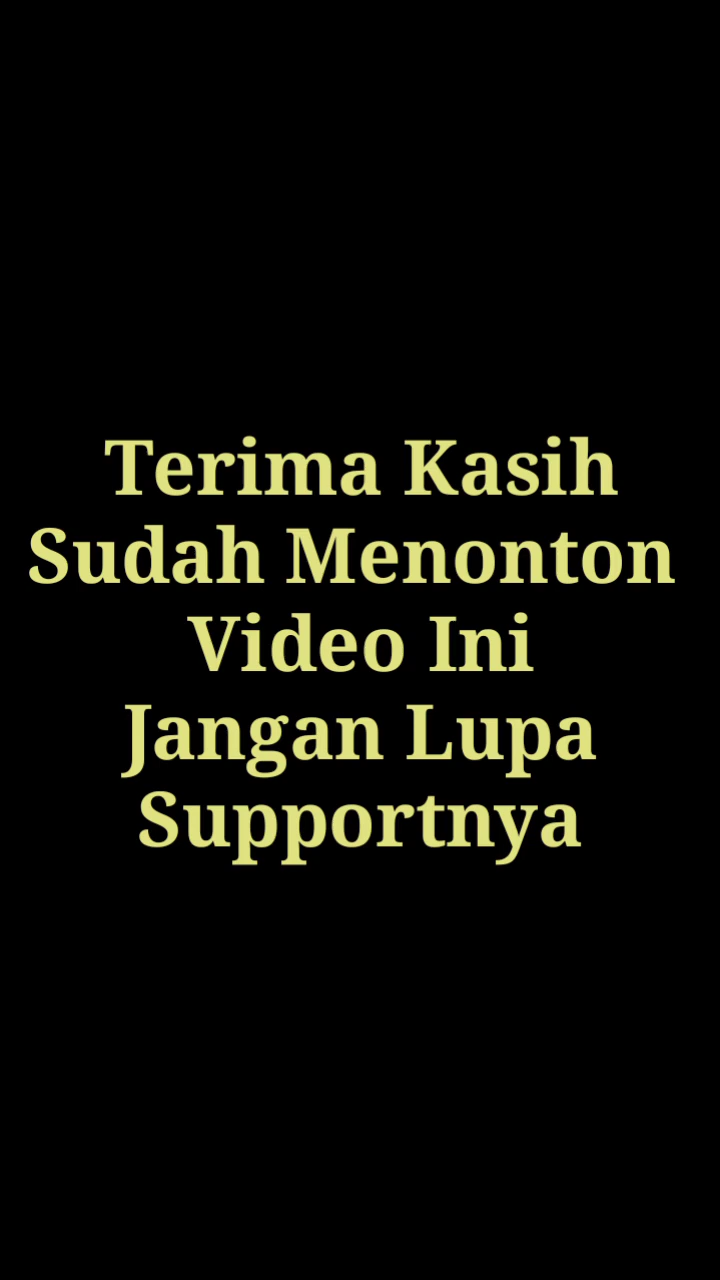 Terima Kasih
Sudah Menonton
Video Ini
Jangan Lupa
Supportnya